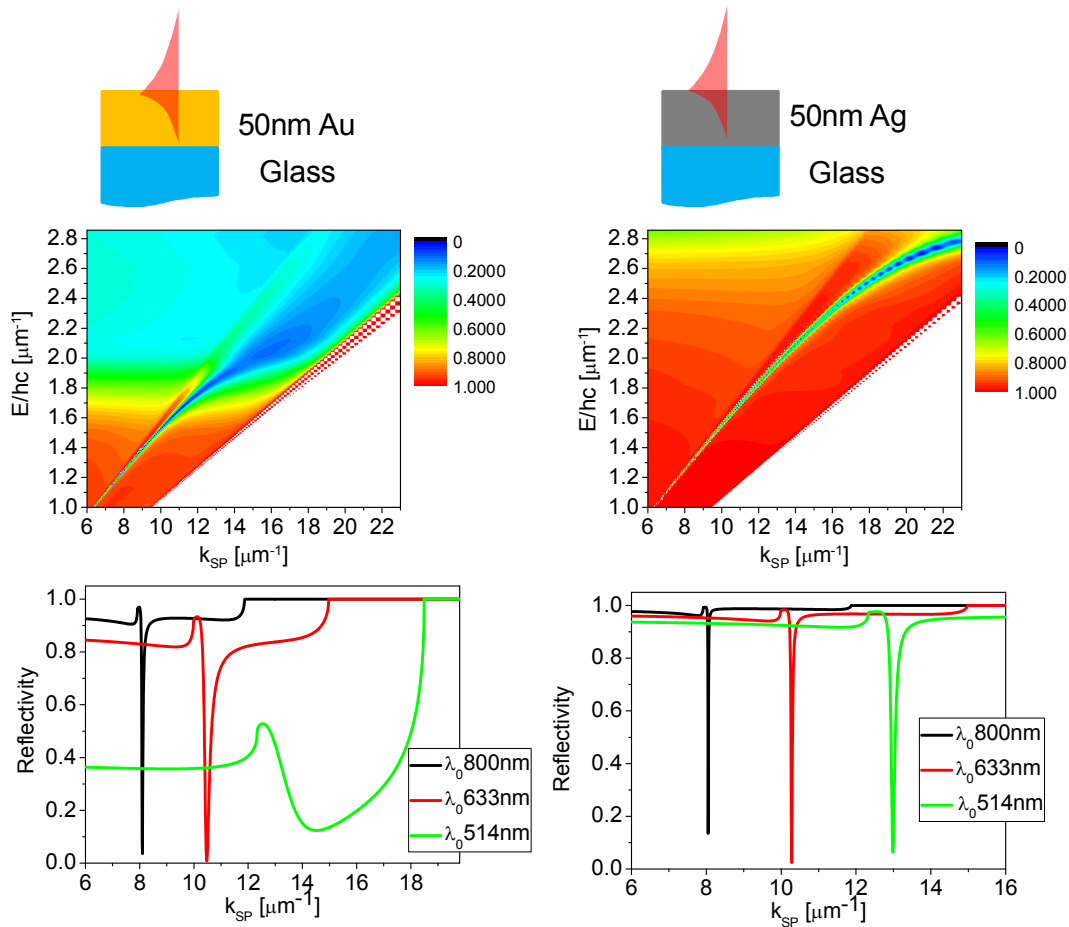 50nm Au
Glass
50nm Ag
Glass
E/hc [μm⁻¹]
2.8
2.6
2.4
2.2
2.0
1.8
1.6
1.4
1.2
1.0
6 8 10 12 14 16 18 20 22
k_SP [μm⁻¹]
0
0.2000
0.4000
0.6000
0.8000
1.000
E/hc [μm⁻¹]
2.8
2.6
2.4
2.2
2.0
1.8
1.6
1.4
1.2
1.0
6 8 10 12 14 16 18 20 22
k_SP [μm⁻¹]
0
0.2000
0.4000
0.6000
0.8000
1.000
Reflectivity
1.0
0.8
0.6
0.4
0.2
0.0
6 8 10 12 14 16 18
k_SP [μm⁻¹]
λ₀800nm
λ₀633nm
λ₀514nm
Reflectivity
1.0
0.8
0.6
0.4
0.2
0.0
6 8 10 12 14 16
k_SP [μm⁻¹]
λ₀800nm
λ₀633nm
λ₀514nm